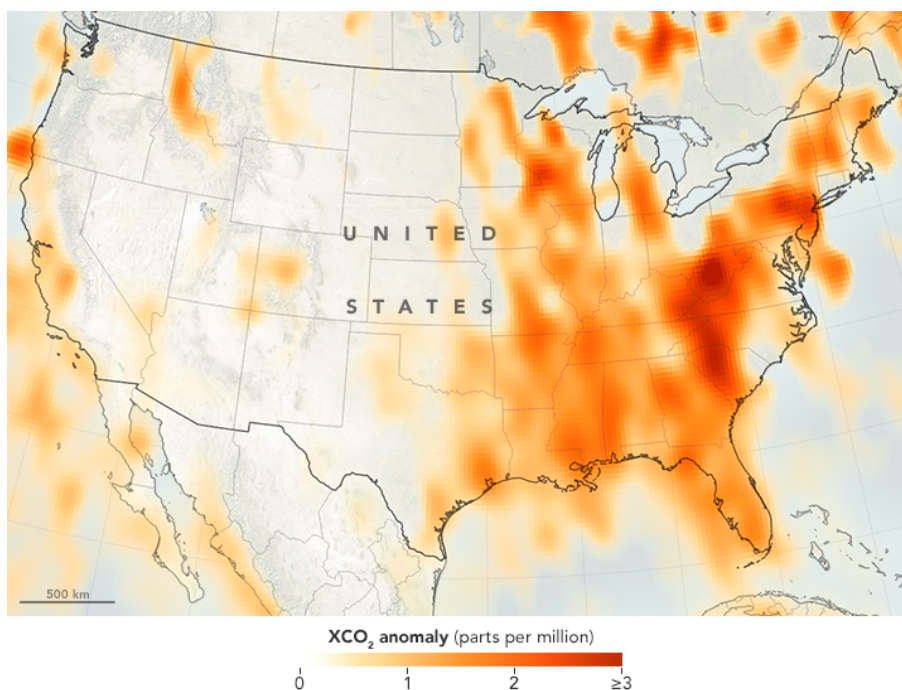 UNITED
STATES
500 km
XCO₂ anomaly (parts per million)
0 1 2 ≥3